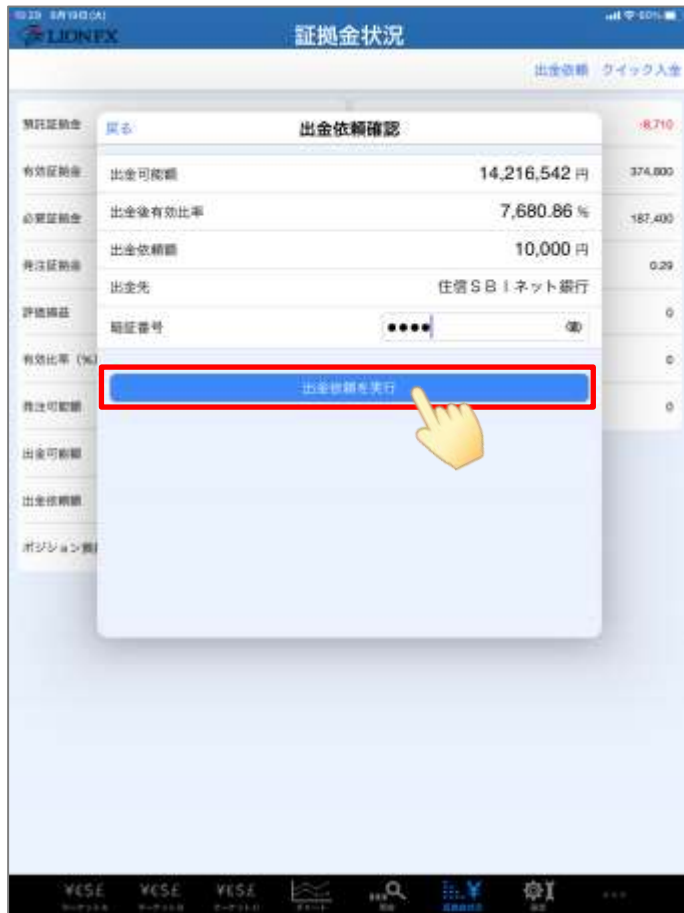 LION FX
証拠金状況
出金依頼 クイック入金
預託証拠金 -8,710
有効証拠金 374,800
必要証拠金 187,400
発注証拠金 0.29
評価損益 0
有効比率（%） 0
発注可能額 0
出金可能額
出金依頼額
ポジション
戻る 出金依頼確認
出金可能額 14,216,542 円
出金後有効比率 7,680.86 %
出金依頼額 10,000 円
出金先 住信ＳＢＩネット銀行
暗証番号 ••••
出金依頼を実行
¥€$£ ¥€$£ ¥€$£